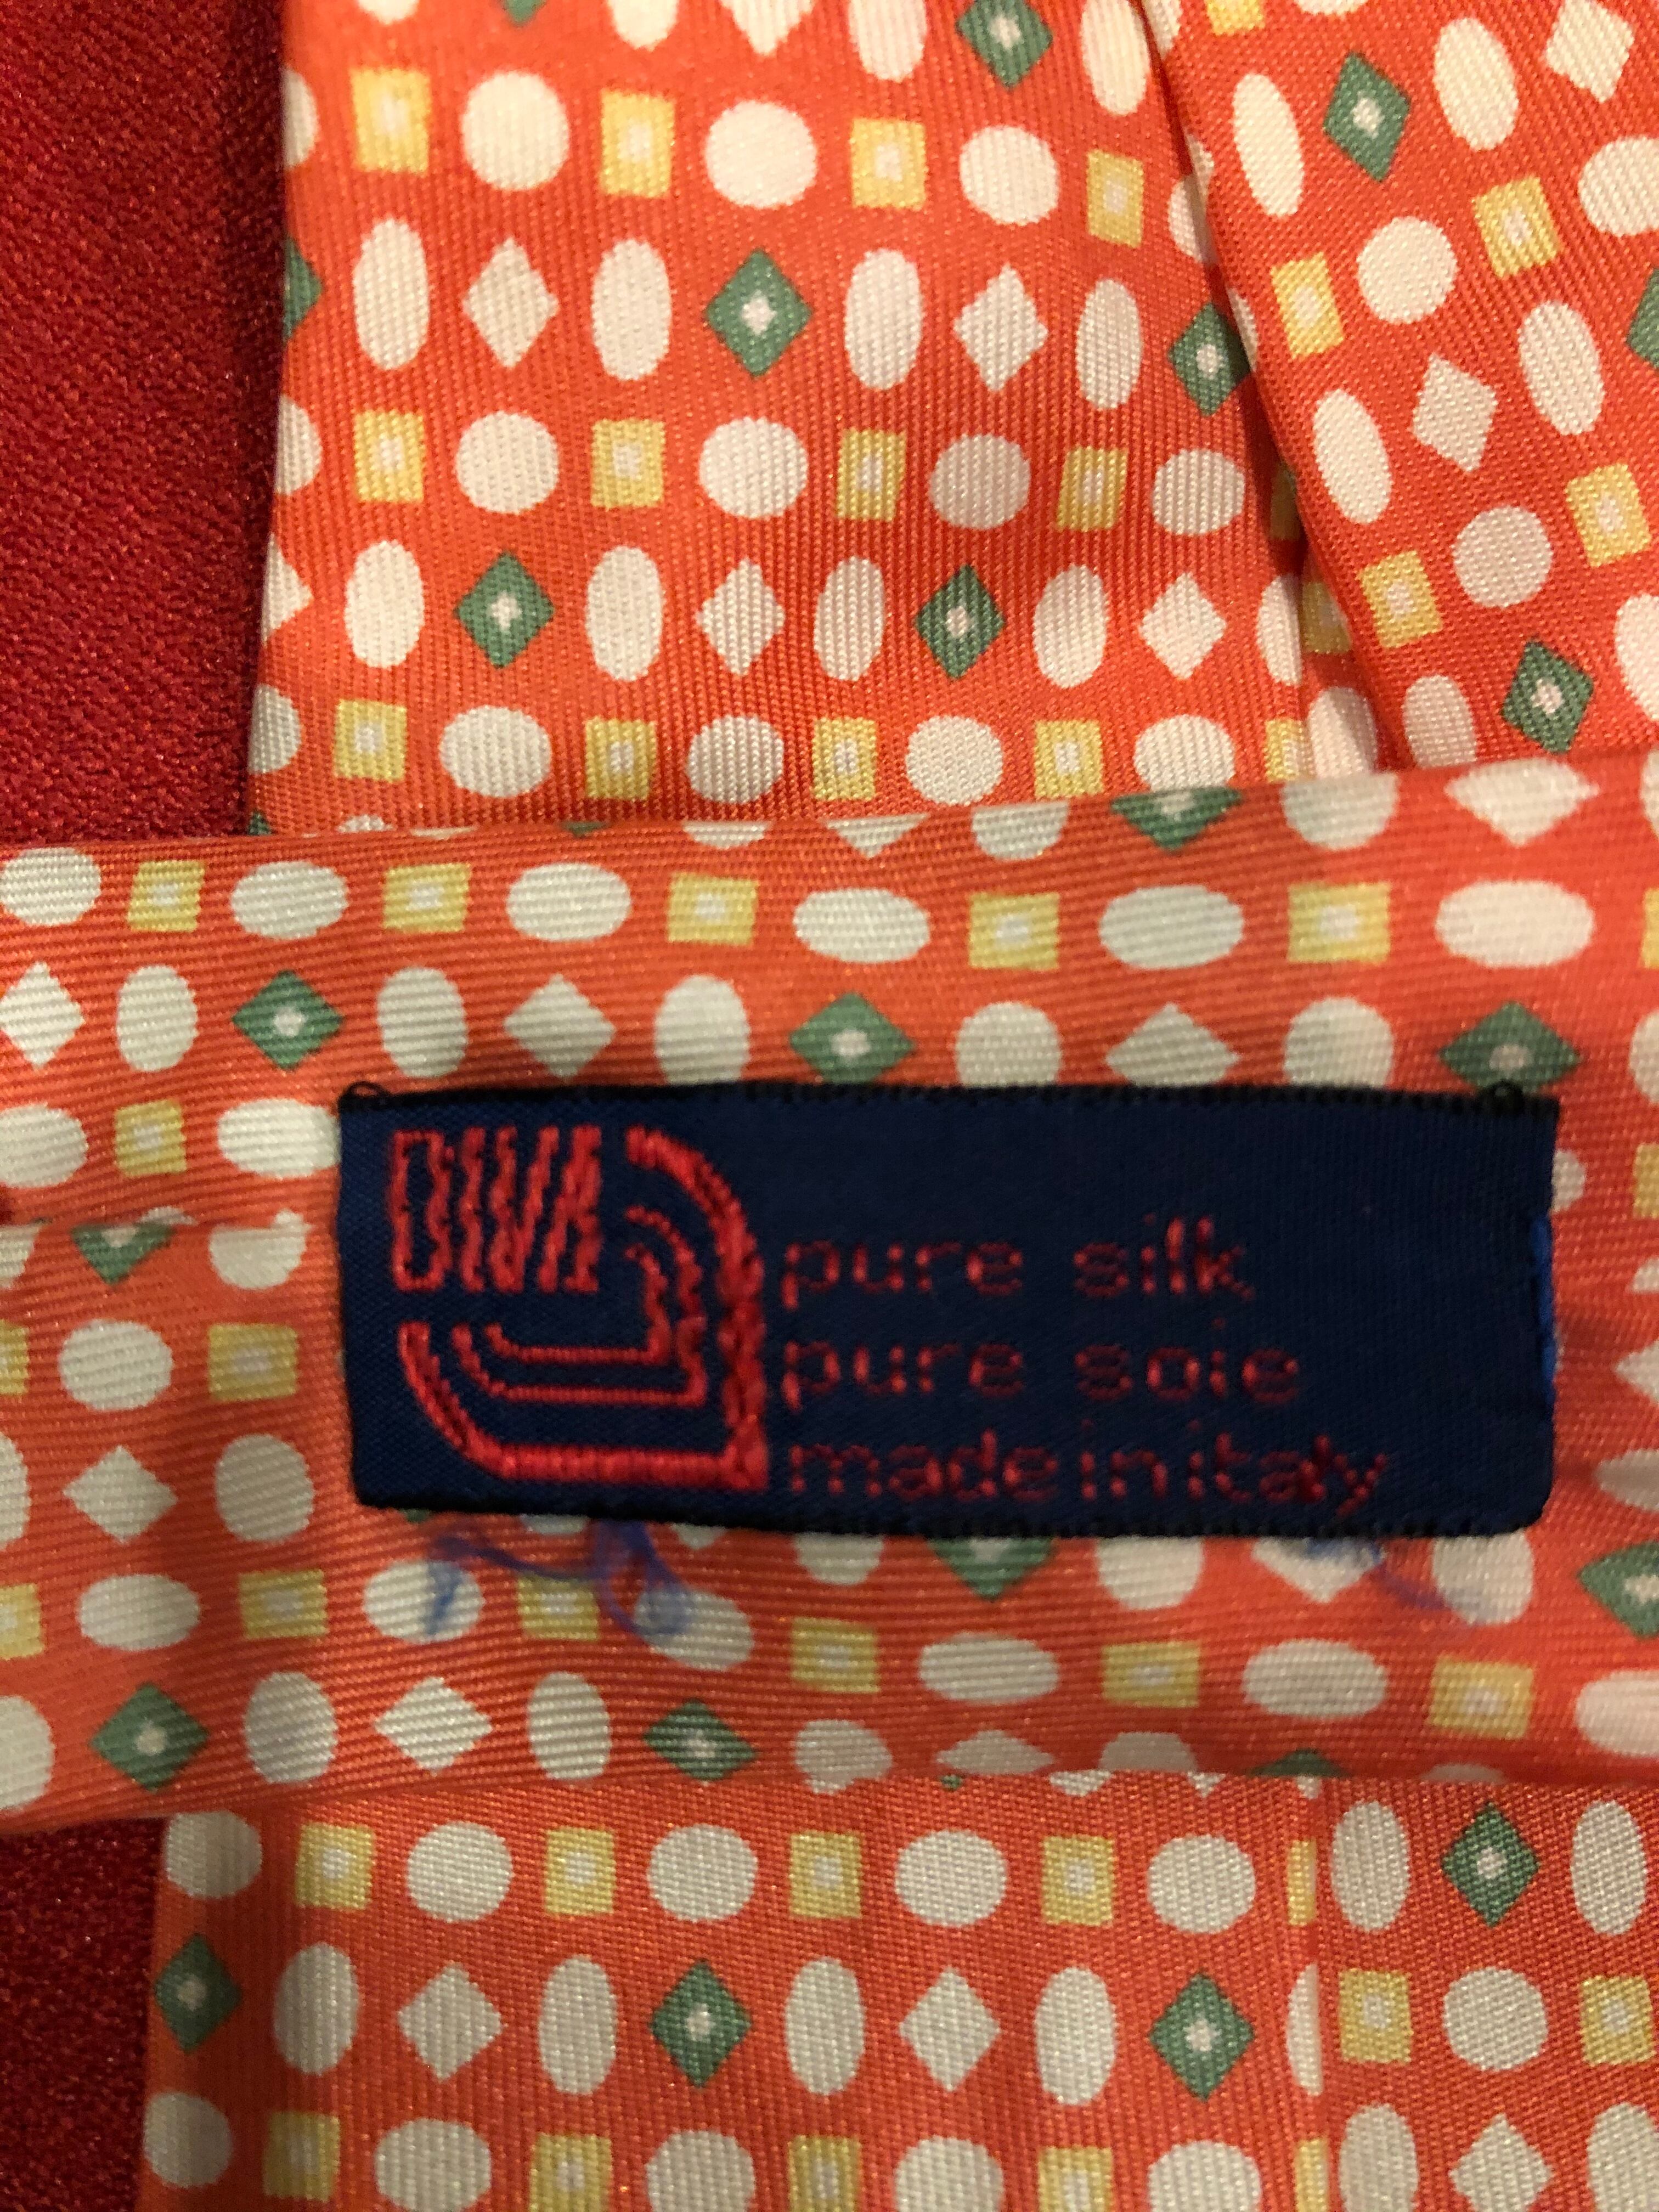 DIVA
pure silk
pure soie
made in italy